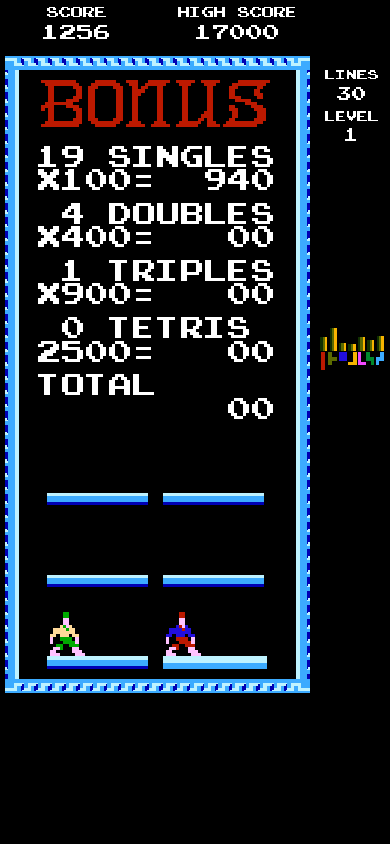 SCORE
1256
HIGH SCORE
17000
BONUS
LINES
30
LEVEL
1
19 SINGLES
X100= 940
4 DOUBLES
X400= 00
1 TRIPLES
X900= 00
0 TETRIS
2500= 00
TOTAL
00